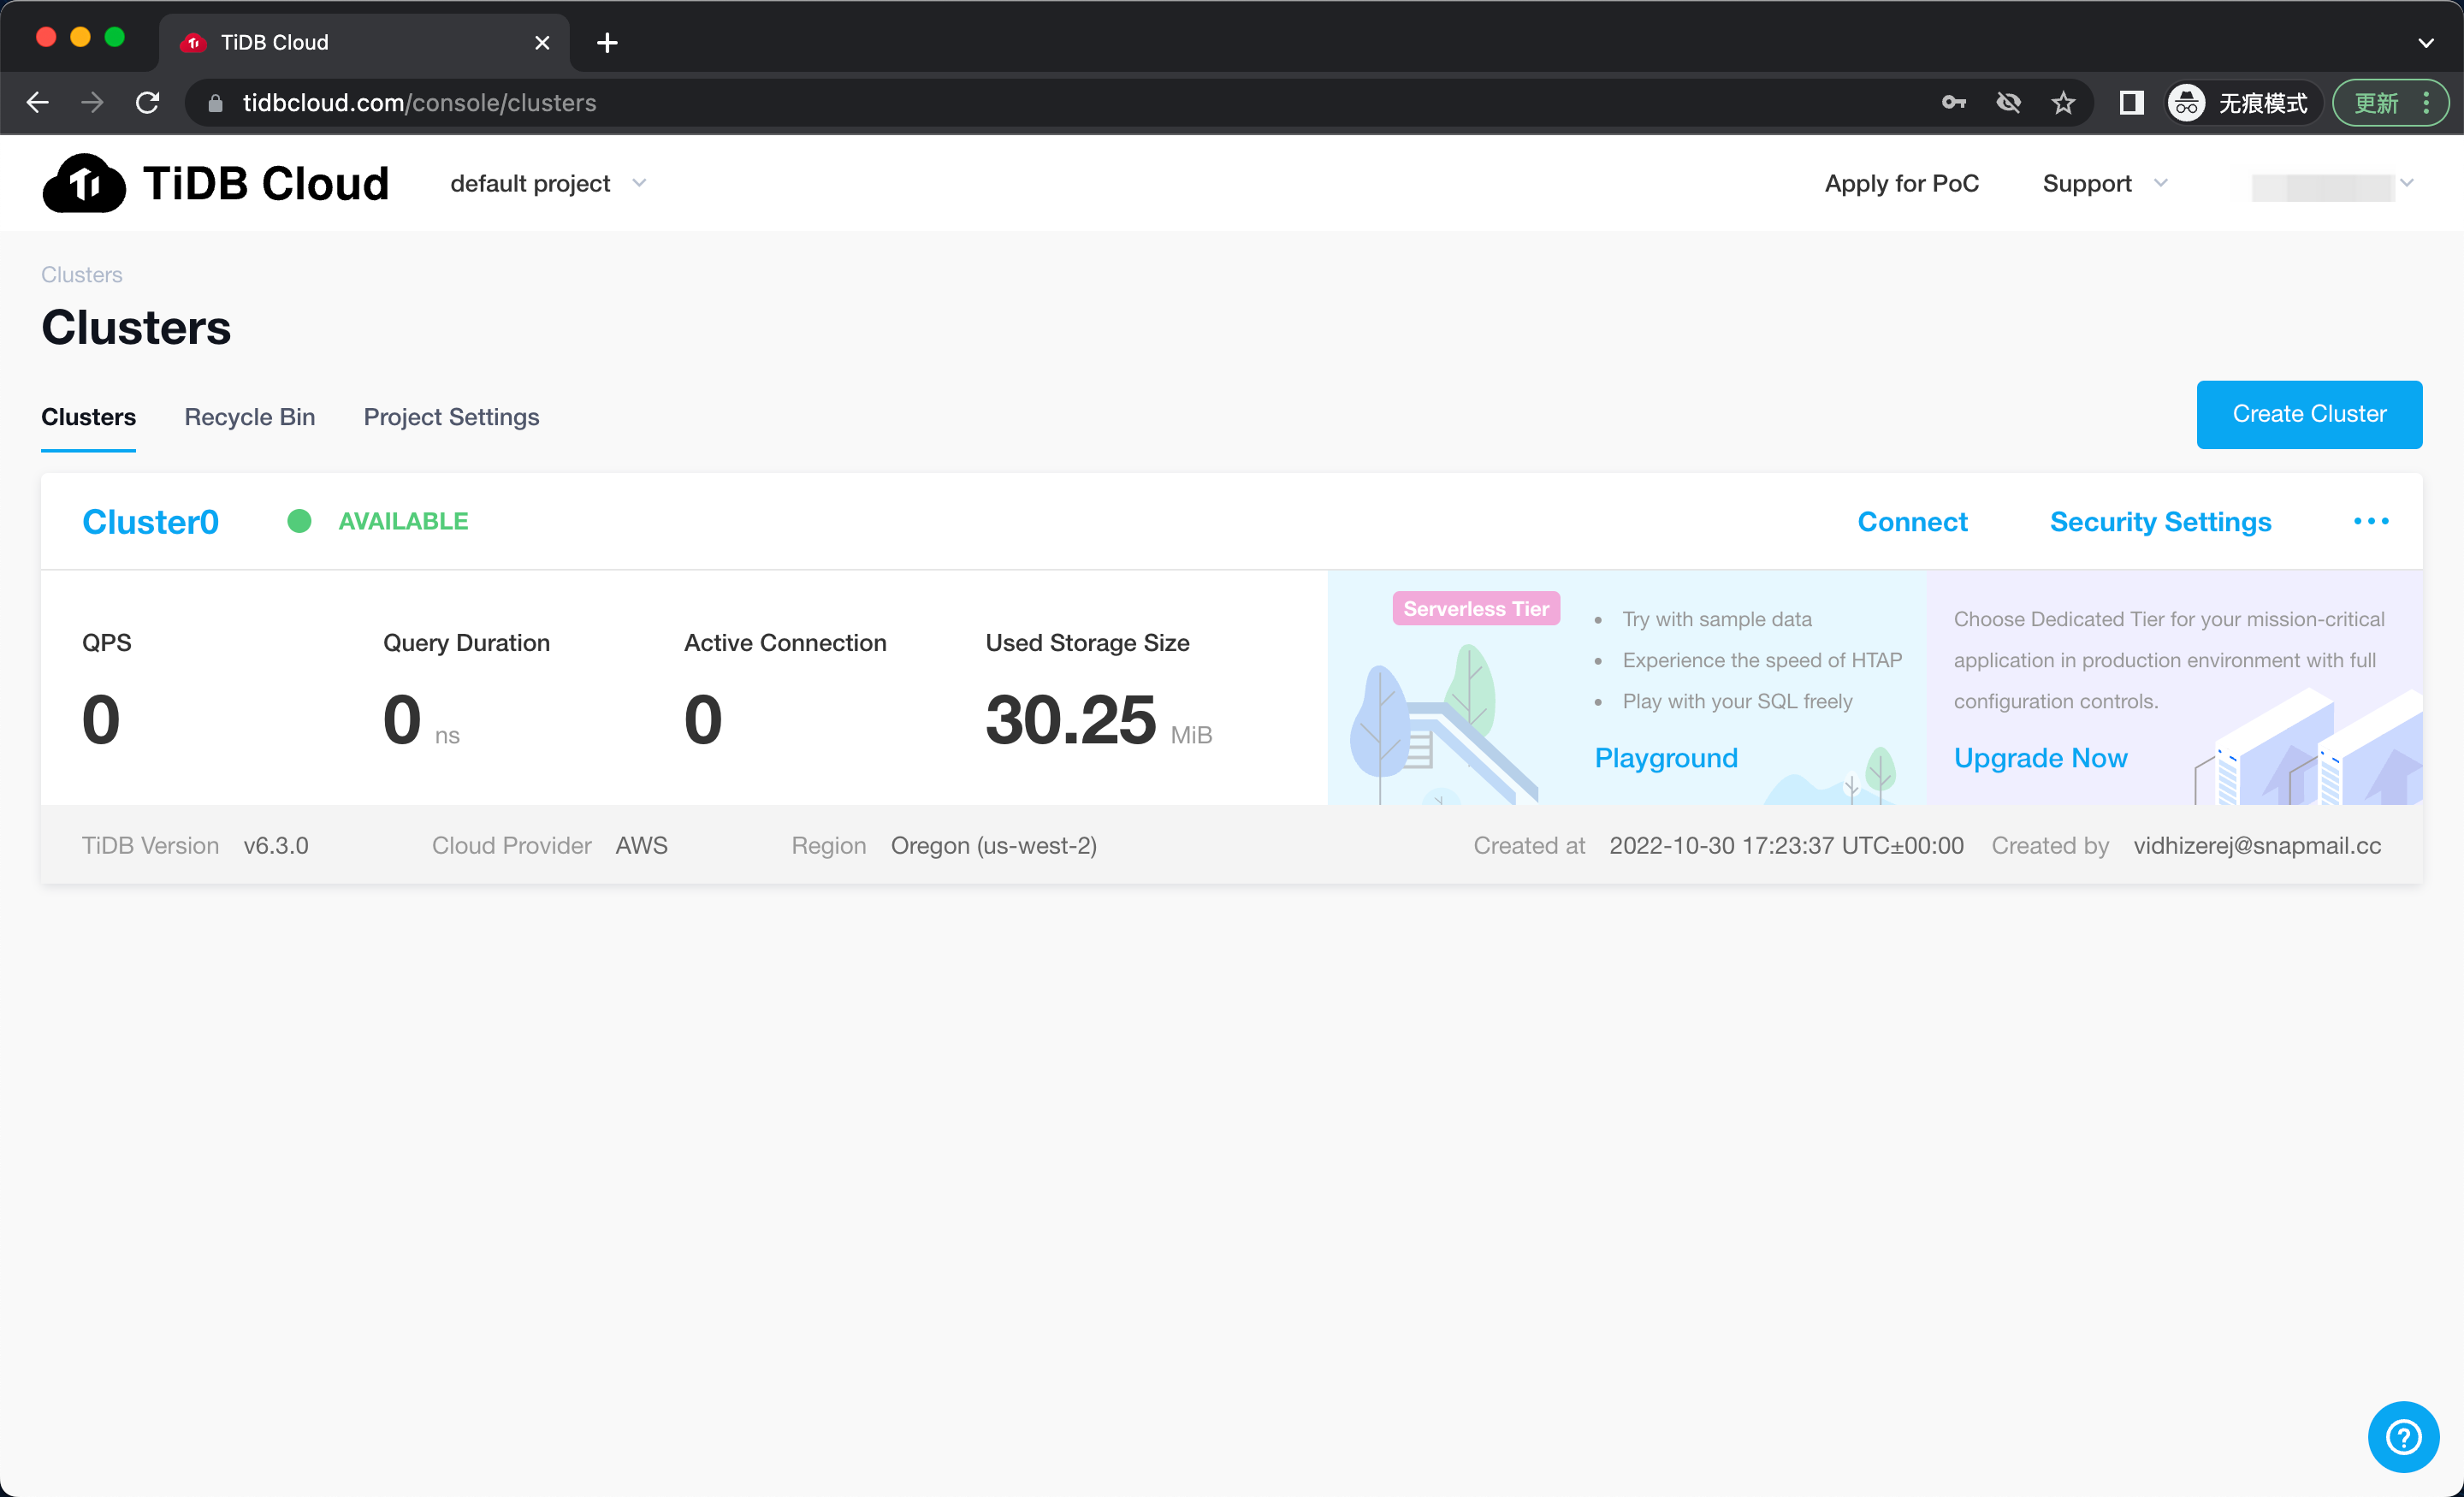 TiDB Cloud
tidbcloud.com/console/clusters
无痕模式
更新
TiDB Cloud
default project
Apply for PoC
Support
Clusters
Clusters
Clusters
Recycle Bin
Project Settings
Create Cluster
Cluster0
AVAILABLE
Connect
Security Settings
QPS
0
Query Duration
0 ns
Active Connection
0
Used Storage Size
30.25 MiB
Serverless Tier
• Try with sample data
• Experience the speed of HTAP
• Play with your SQL freely
Playground
Choose Dedicated Tier for your mission-critical
application in production environment with full
configuration controls.
Upgrade Now
TiDB Version v6.3.0
Cloud Provider AWS
Region Oregon (us-west-2)
Created at 2022-10-30 17:23:37 UTC±00:00
Created by vidhizerej@snapmail.cc